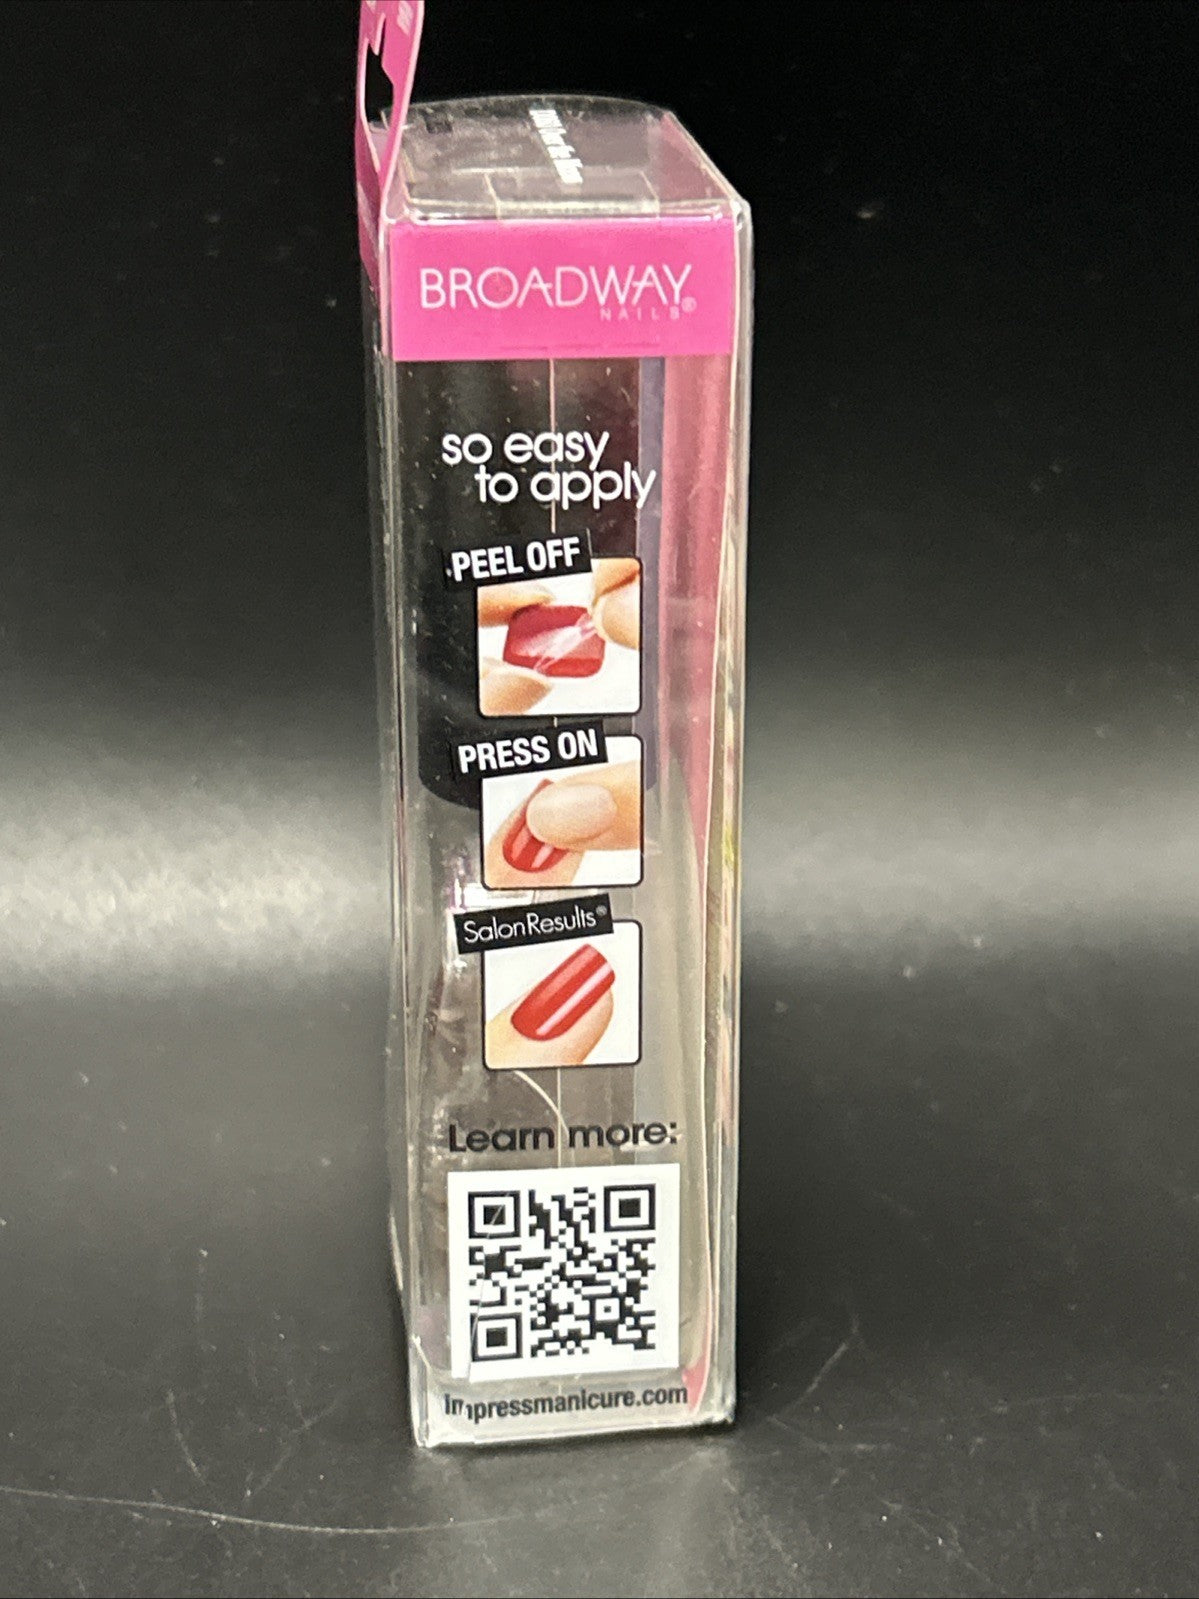 BROADWAY
NAILS®
so easy
to apply
PEEL OFF
PRESS ON
SalonResults®
Learn more:
impressmanicure.com